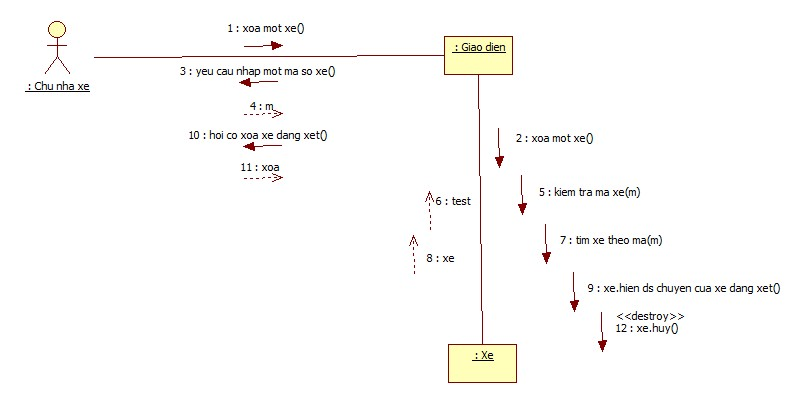 1 : xoa mot xe()
: Giao dien
3 : yeu cau nhap mot ma so xe()
: Chu nha xe
4 : m
10 : hoi co xoa xe dang xet()
2 : xoa mot xe()
11 : xoa
5 : kiem tra ma xe(m)
6 : test
7 : tim xe theo ma(m)
8 : xe
9 : xe.hien ds chuyen cua xe dang xet()
<<destroy>>
12 : xe.huy()
: Xe